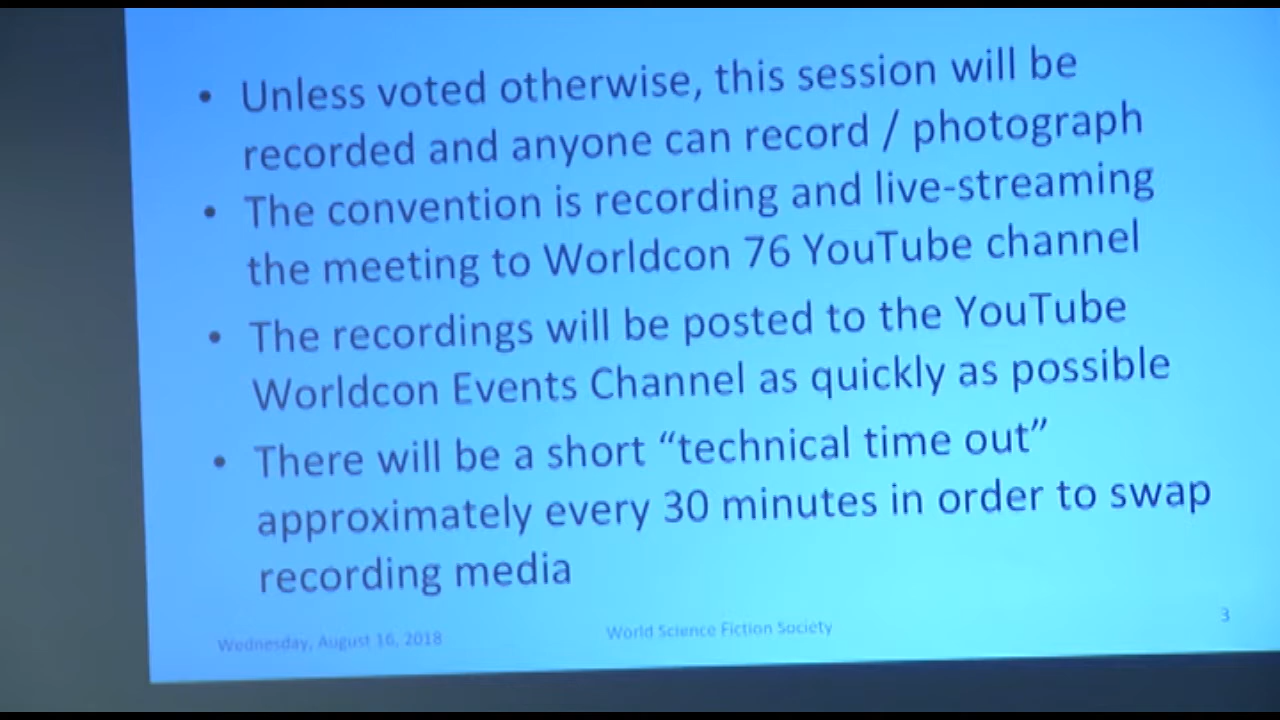 • Unless voted otherwise, this session will be
recorded and anyone can record / photograph
• The convention is recording and live-streaming
the meeting to Worldcon 76 YouTube channel
• The recordings will be posted to the YouTube
Worldcon Events Channel as quickly as possible
• There will be a short “technical time out”
approximately every 30 minutes in order to swap
recording media
Wednesday, August 16, 2018
World Science Fiction Society
3